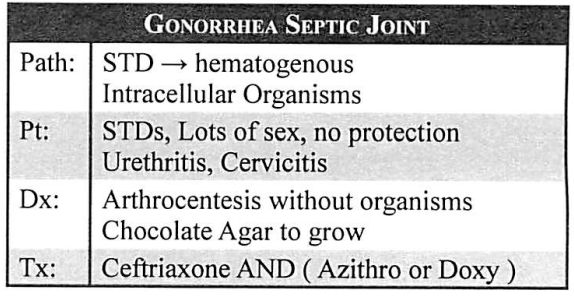 GONORRHEA SEPTIC JOINT
Path: STD → hematogenous
Intracellular Organisms
Pt: STDs, Lots of sex, no protection
Urethritis, Cervicitis
Dx: Arthrocentesis without organisms
Chocolate Agar to grow
Tx: Ceftriaxone AND ( Azithro or Doxy )